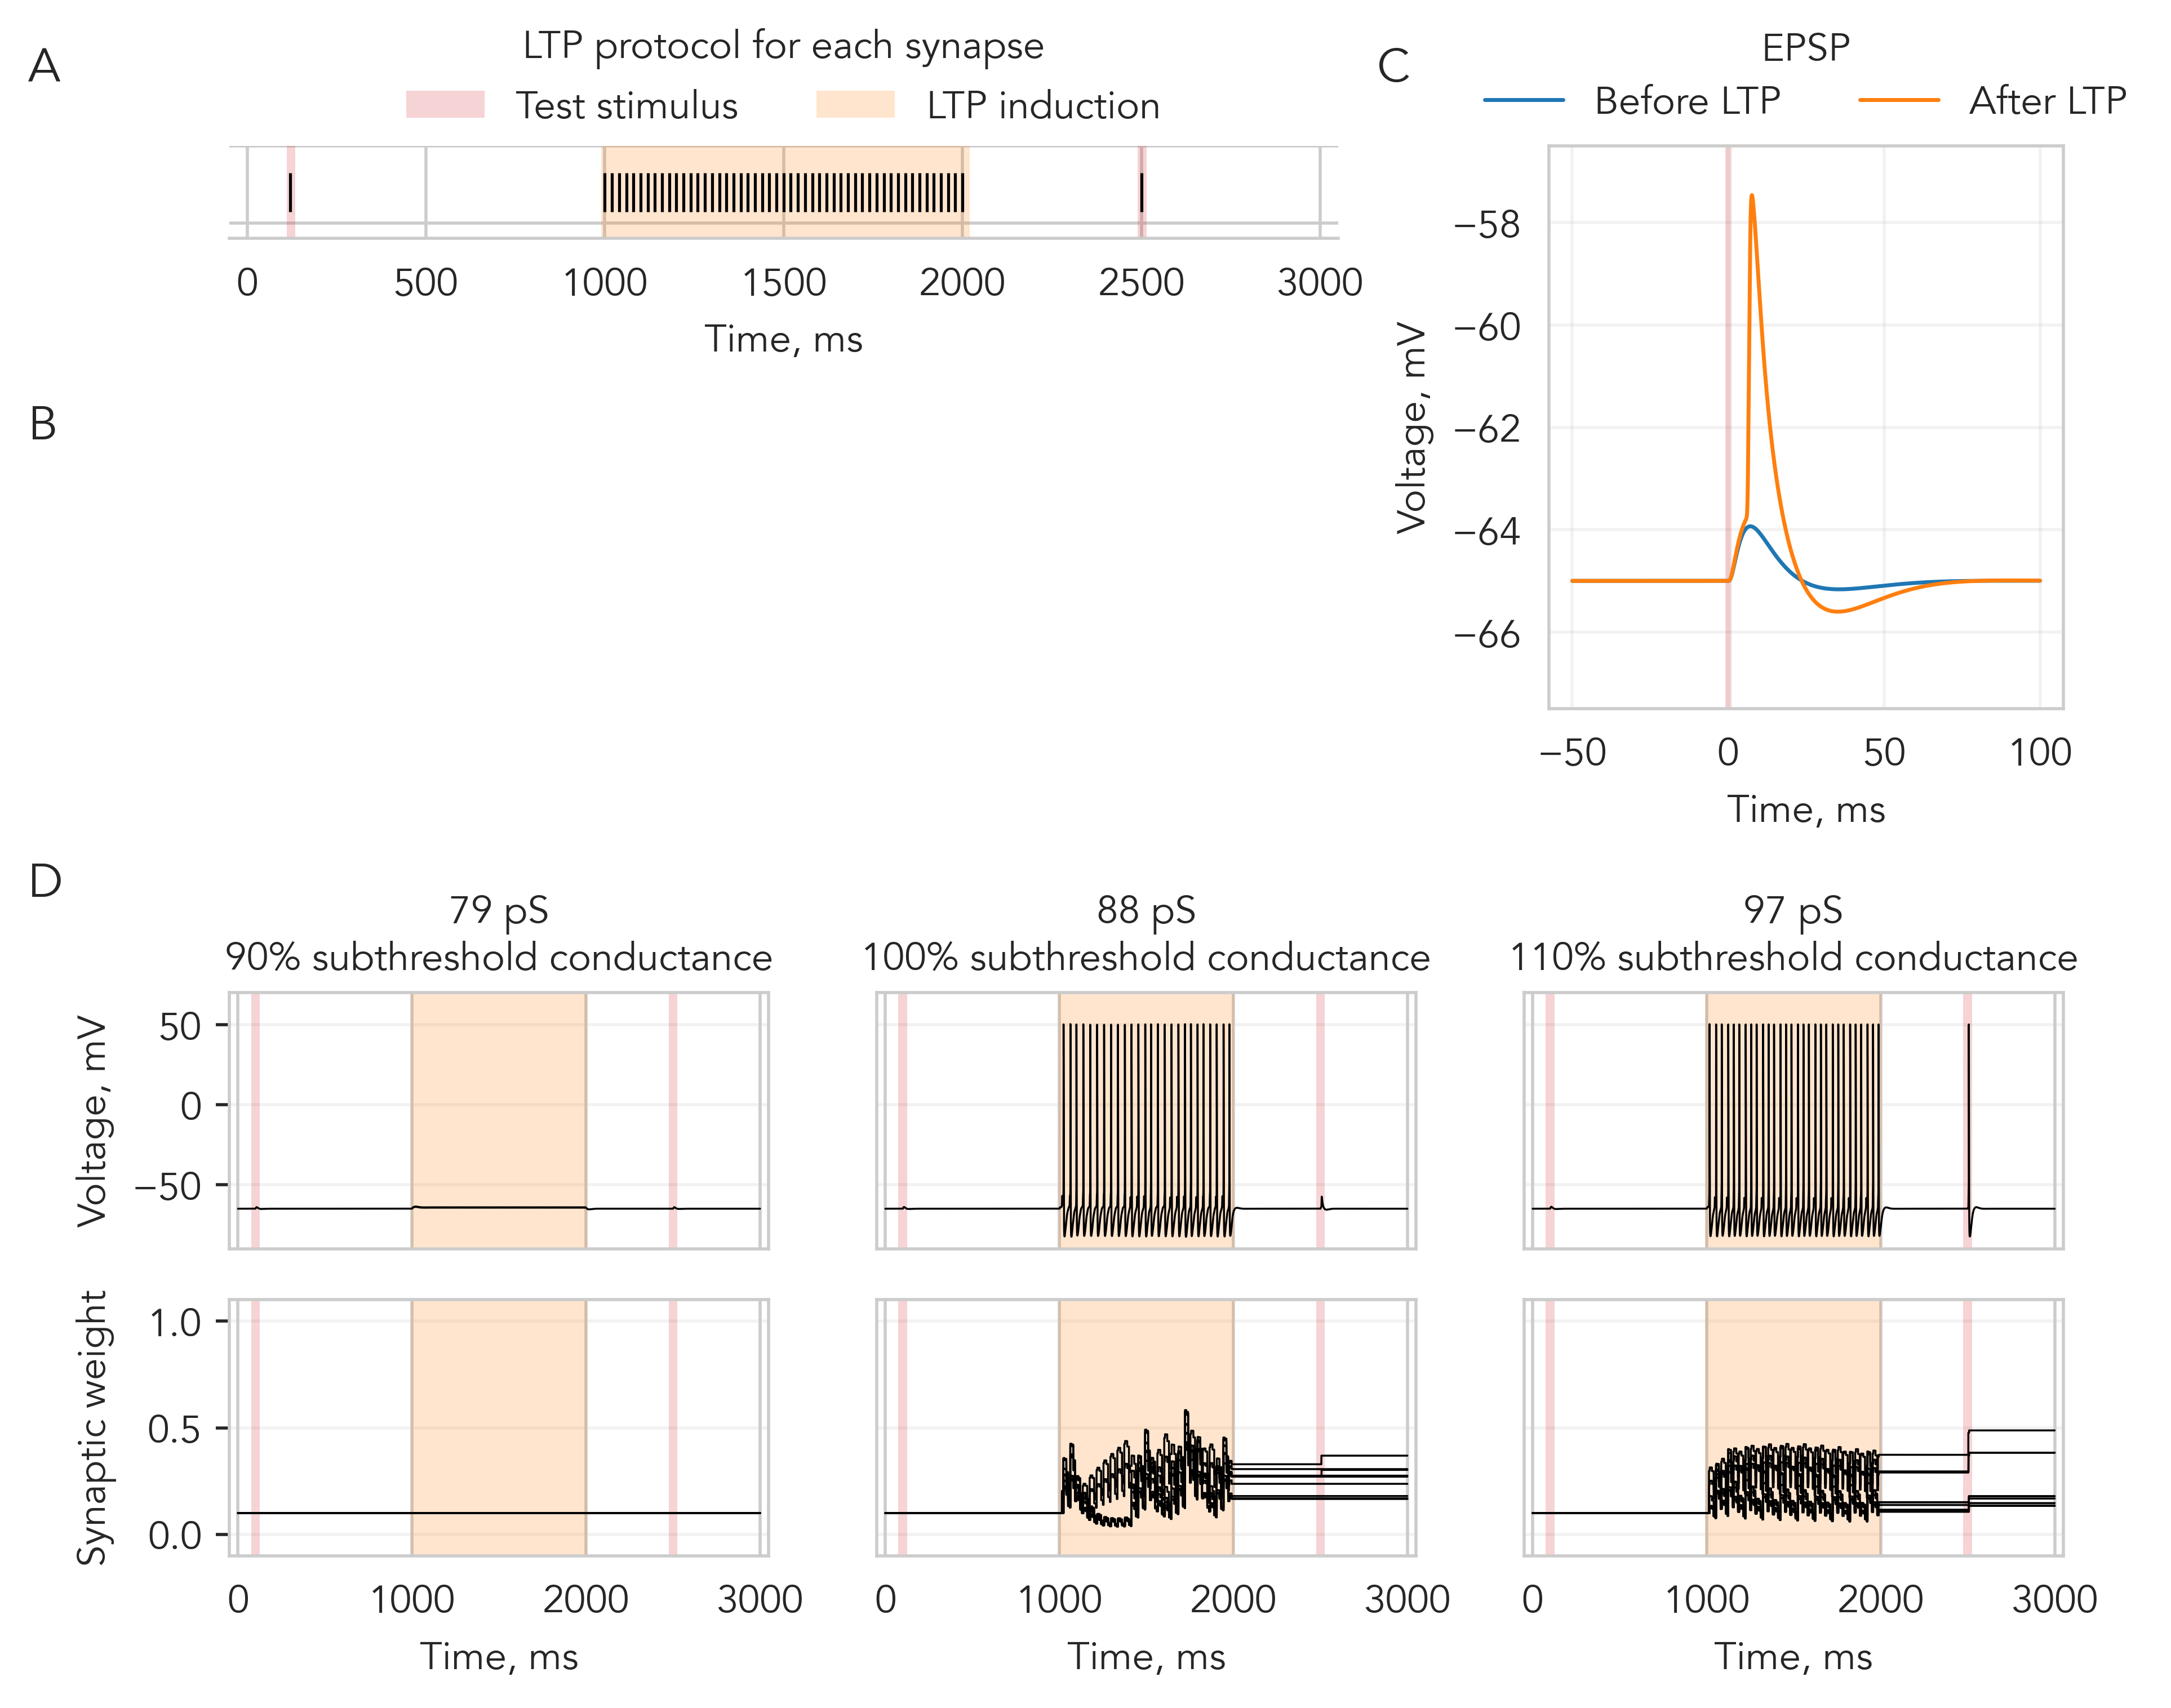 A
LTP protocol for each synapse
Test stimulus
LTP induction
0 500 1000 1500 2000 2500 3000
Time, ms
B
C
EPSP
Before LTP
After LTP
Voltage, mV
−58
−60
−62
−64
−66
−50 0 50 100
Time, ms
D
79 pS
90% subthreshold conductance
88 pS
100% subthreshold conductance
97 pS
110% subthreshold conductance
Voltage, mV
50
0
−50
Synaptic weight
1.0
0.5
0.0
0 1000 2000 3000
Time, ms
0 1000 2000 3000
Time, ms
0 1000 2000 3000
Time, ms